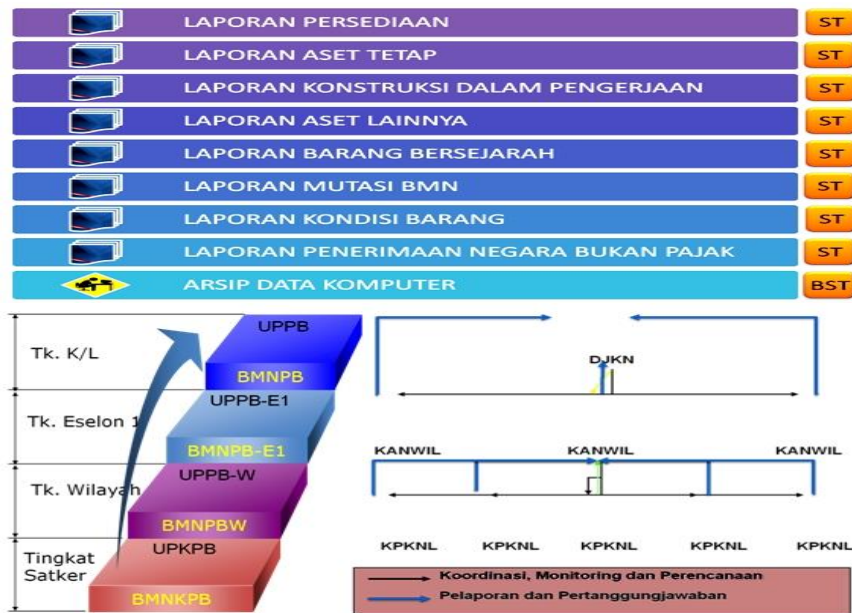 LAPORAN PERSEDIAAN ST
LAPORAN ASET TETAP ST
LAPORAN KONSTRUKSI DALAM PENGERJAAN ST
LAPORAN ASET LAINNYA ST
LAPORAN BARANG BERSEJARAH ST
LAPORAN MUTASI BMN ST
LAPORAN KONDISI BARANG ST
LAPORAN PENERIMAAN NEGARA BUKAN PAJAK ST
ARSIP DATA KOMPUTER BST
Tk. K/L
UPPB
BMNPB
Tk. Eselon 1
UPPB-E1
BMNPB-E1
Tk. Wilayah
UPPB-W
BMNPBW
Tingkat
Satker
UPKPB
BMNKPB
DJKN
KANWIL KANWIL KANWIL
KPKNL KPKNL KPKNL KPKNL KPKNL
Koordinasi, Monitoring dan Perencanaan
Pelaporan dan Pertanggungjawaban